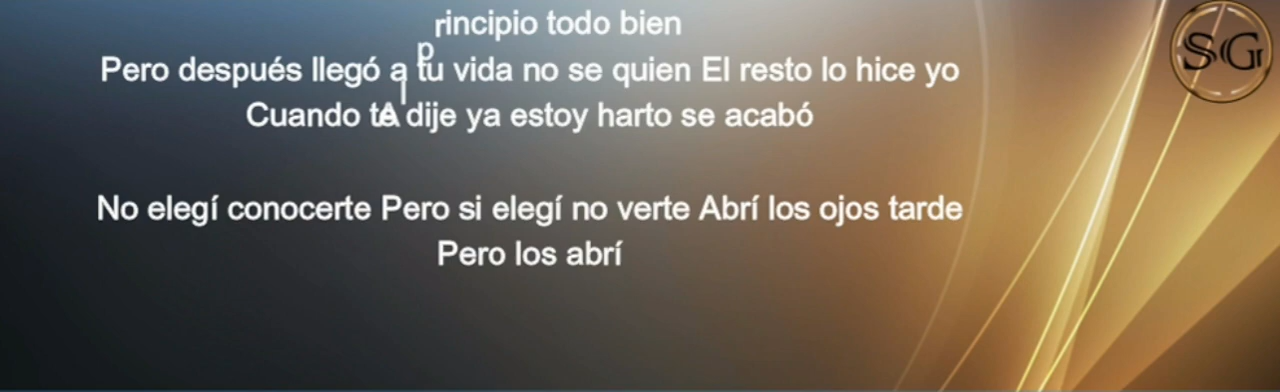 Al principio todo bien
Pero después llegó a tu vida no se quien El resto lo hice yo
Cuando te dije ya estoy harto se acabó
No elegí conocerte Pero si elegí no verte Abrí los ojos tarde
Pero los abrí
SG